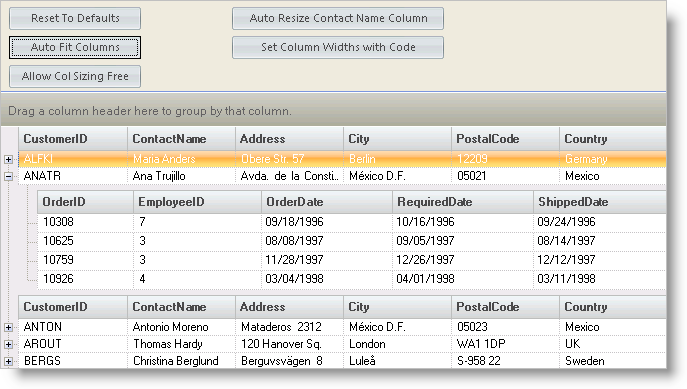 Reset To Defaults Auto Resize Contact Name Column
Auto Fit Columns Set Column Widths with Code
Allow Col Sizing Free
Drag a column header here to group by that column.
CustomerID ContactName Address City PostalCode Country
ALFKI Maria Anders Obere Str. 57 Berlin 12209 Germany
ANATR Ana Trujillo Avda. de la Consti... México D.F. 05021 Mexico
OrderID EmployeeID OrderDate RequiredDate ShippedDate
10308 7 09/18/1996 10/16/1996 09/24/1996
10625 3 08/08/1997 09/05/1997 08/14/1997
10759 3 11/28/1997 12/26/1997 12/12/1997
10926 4 03/04/1998 04/01/1998 03/11/1998
CustomerID ContactName Address City PostalCode Country
ANTON Antonio Moreno Mataderos 2312 México D.F. 05023 Mexico
AROUT Thomas Hardy 120 Hanover Sq. London WA1 1DP UK
BERGS Christina Berglund Berguvsvägen 8 Luleå S-958 22 Sweden